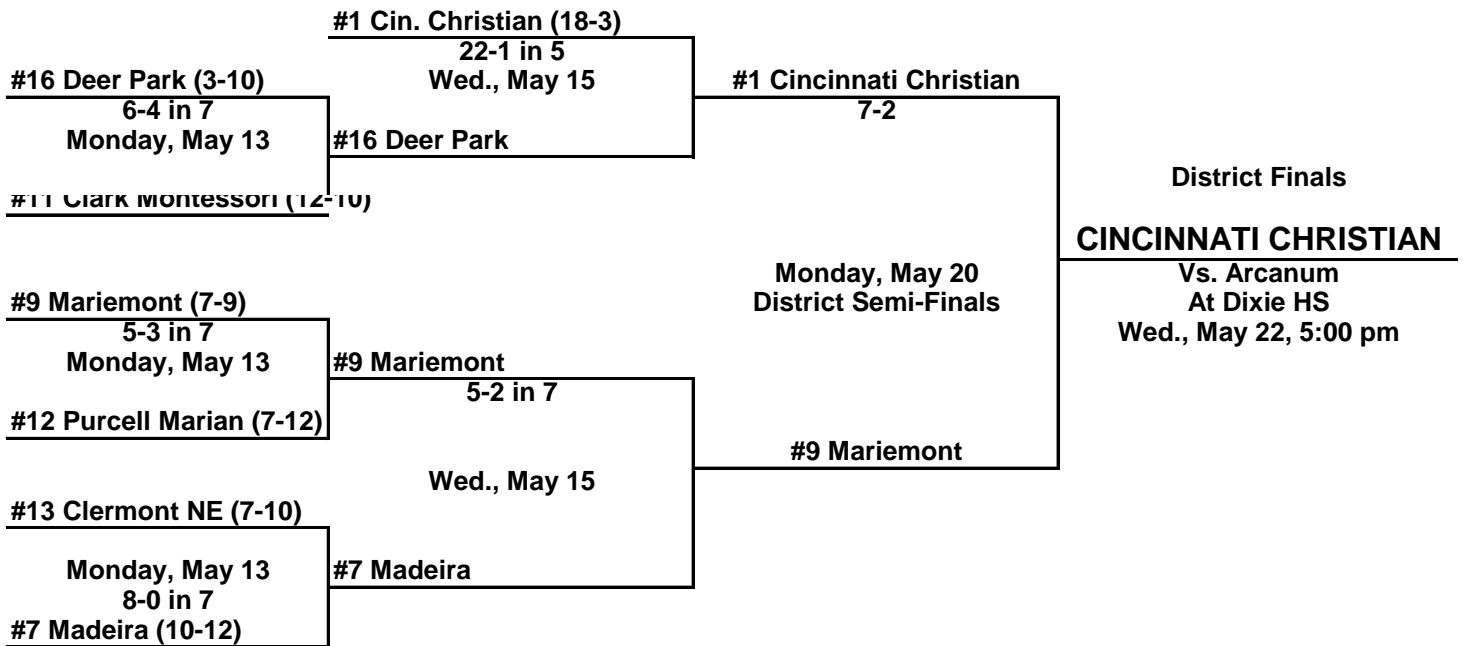 #1 Cin. Christian (18-3)
22-1 in 5
Wed., May 15
#16 Deer Park (3-10)
6-4 in 7
Monday, May 13
#16 Deer Park
#11 Clark Montessori (12-10)
#1 Cincinnati Christian
7-2
#9 Mariemont (7-9)
5-3 in 7
Monday, May 13
#9 Mariemont
5-2 in 7
#12 Purcell Marian (7-12)
Wed., May 15
#13 Clermont NE (7-10)
Monday, May 13
8-0 in 7
#7 Madeira
#7 Madeira (10-12)
Monday, May 20
District Semi-Finals
#9 Mariemont
District Finals
CINCINNATI CHRISTIAN
Vs. Arcanum
At Dixie HS
Wed., May 22, 5:00 pm